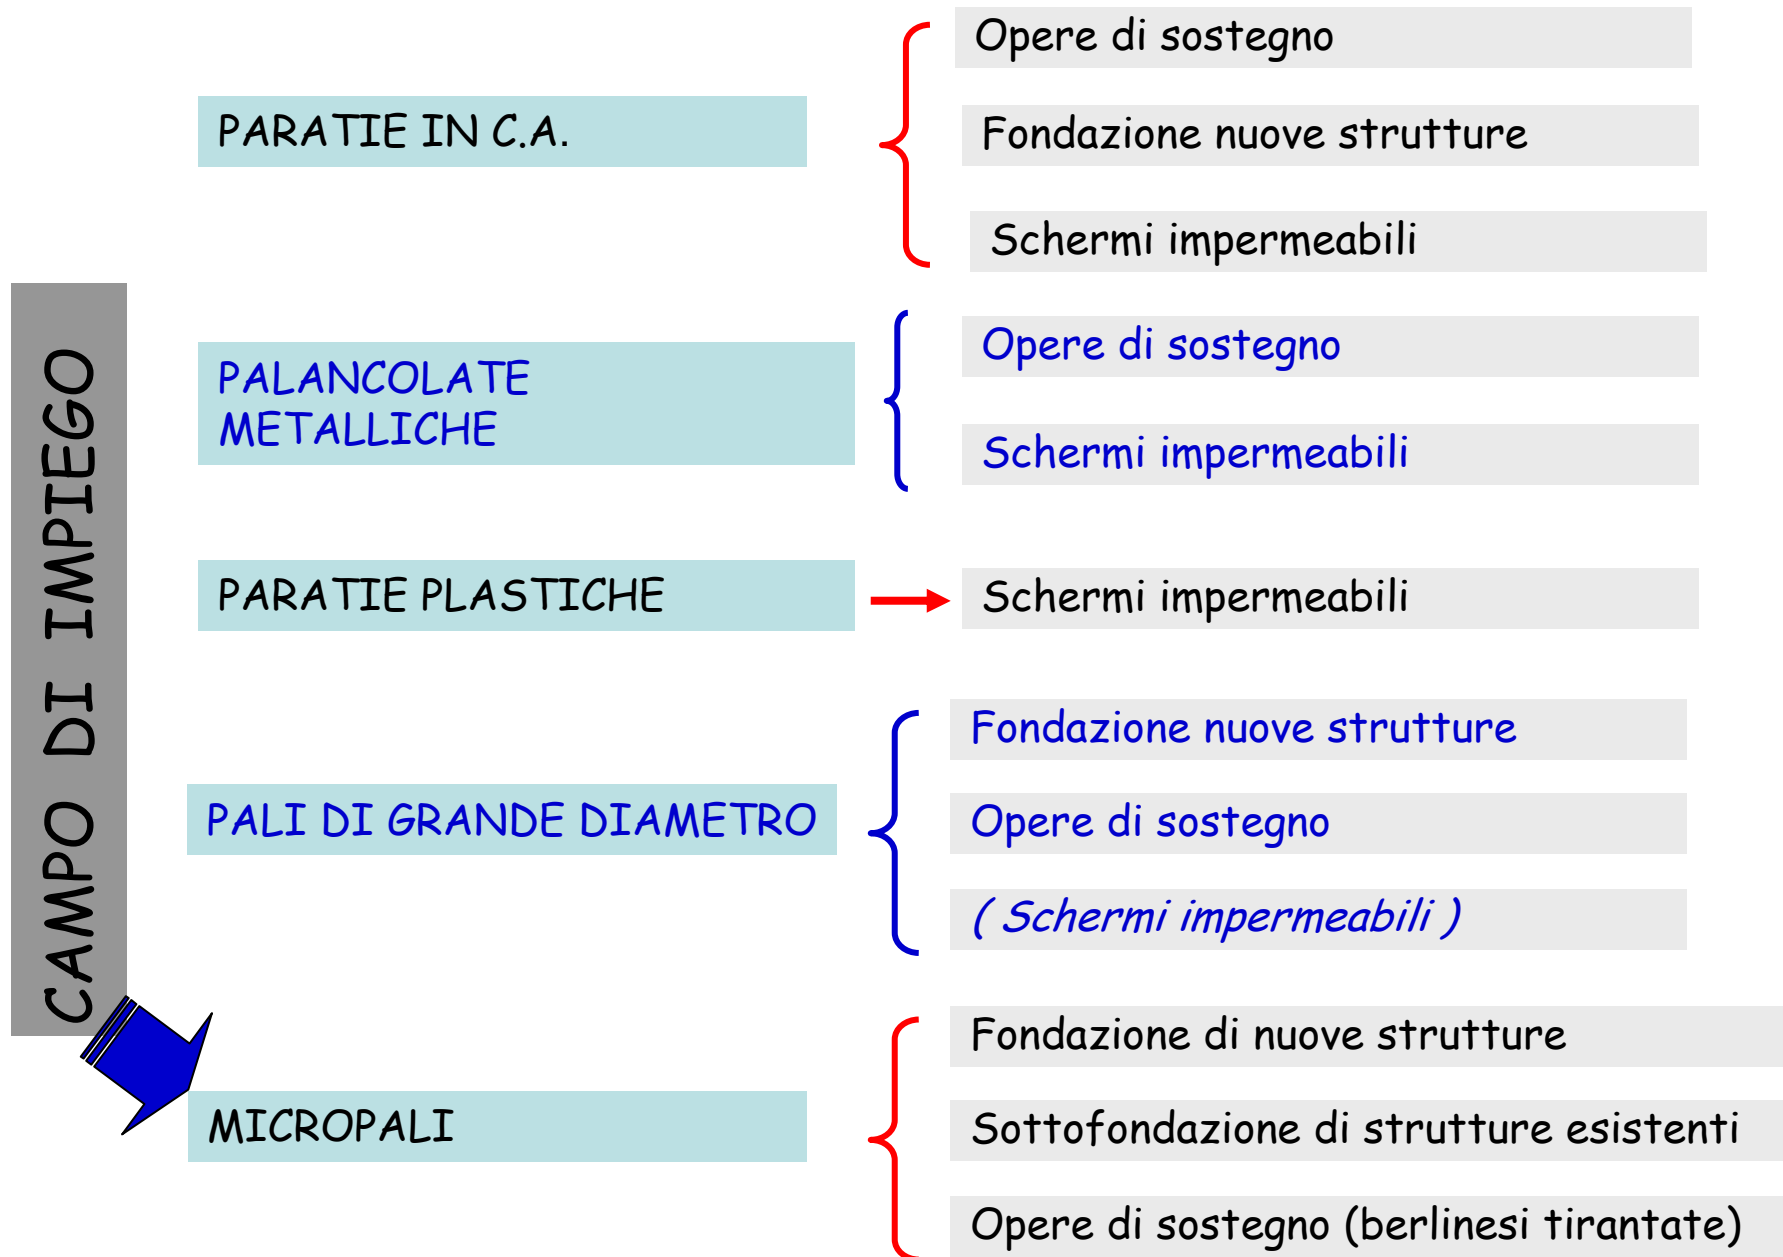 CAMPO DI IMPIEGO
PARATIE IN C.A.
Opere di sostegno
Fondazione nuove strutture
Schermi impermeabili
PALANCOLATE
METALLICHE
Opere di sostegno
Schermi impermeabili
PARATIE PLASTICHE
Schermi impermeabili
PALI DI GRANDE DIAMETRO
Fondazione nuove strutture
Opere di sostegno
( Schermi impermeabili )
MICROPALI
Fondazione di nuove strutture
Sottofondazione di strutture esistenti
Opere di sostegno (berlinesi tirantate)